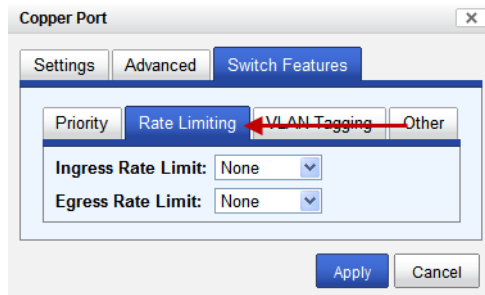 Copper Port
Settings Advanced Switch Features
Priority Rate Limiting VLAN Tagging Other
Ingress Rate Limit: None
Egress Rate Limit: None
Apply Cancel